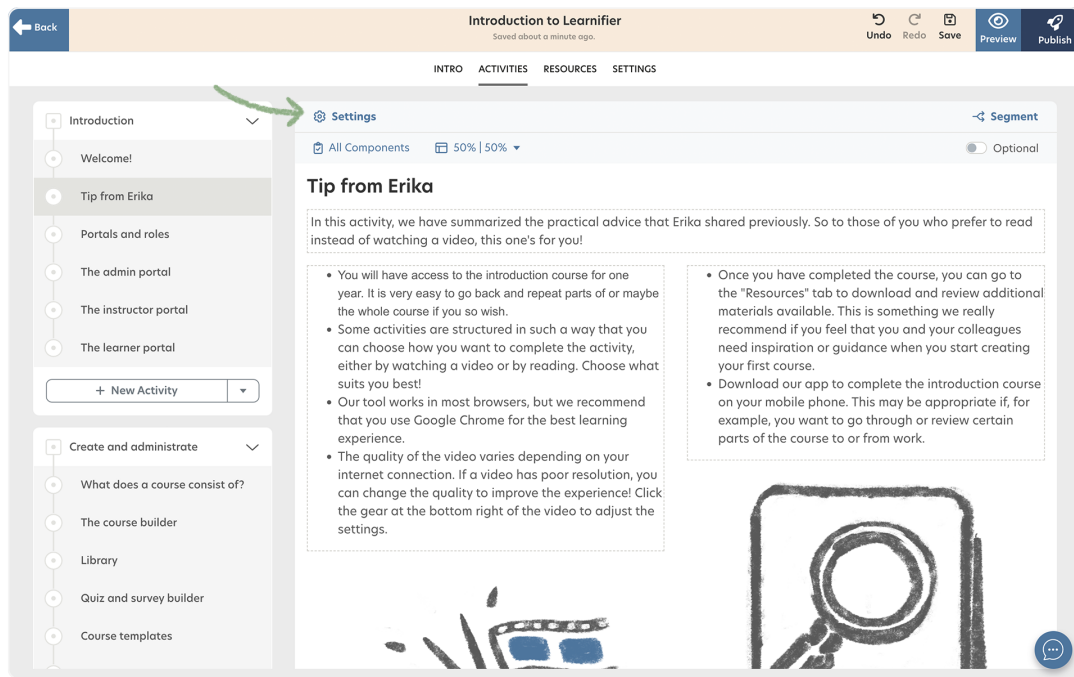 Back
Introduction to Learnifier
Saved about a minute ago.
Undo
Redo
Save
Preview
Publish
INTRO
ACTIVITIES
RESOURCES
SETTINGS
Introduction
Welcome!
Tip from Erika
Portals and roles
The admin portal
The instructor portal
The learner portal
+ New Activity
Create and administrate
What does a course consist of?
The course builder
Library
Quiz and survey builder
Course templates
Settings
Segment
All Components
50% | 50%
Optional
Tip from Erika
In this activity, we have summarized the practical advice that Erika shared previously. So to those of you who prefer to read
instead of watching a video, this one's for you!
• You will have access to the introduction course for one
year. It is very easy to go back and repeat parts of or maybe
the whole course if you so wish.
• Some activities are structured in such a way that you
can choose how you want to complete the activity,
either by watching a video or by reading. Choose what
suits you best!
• Our tool works in most browsers, but we recommend
that you use Google Chrome for the best learning
experience.
• The quality of the video varies depending on your
internet connection. If a video has poor resolution, you
can change the quality to improve the experience! Click
the gear at the bottom right of the video to adjust the
settings.
• Once you have completed the course, you can go to
the "Resources" tab to download and review additional
materials available. This is something we really
recommend if you feel that you and your colleagues
need inspiration or guidance when you start creating
your first course.
• Download our app to complete the introduction course
on your mobile phone. This may be appropriate if, for
example, you want to go through or review certain
parts of the course to or from work.